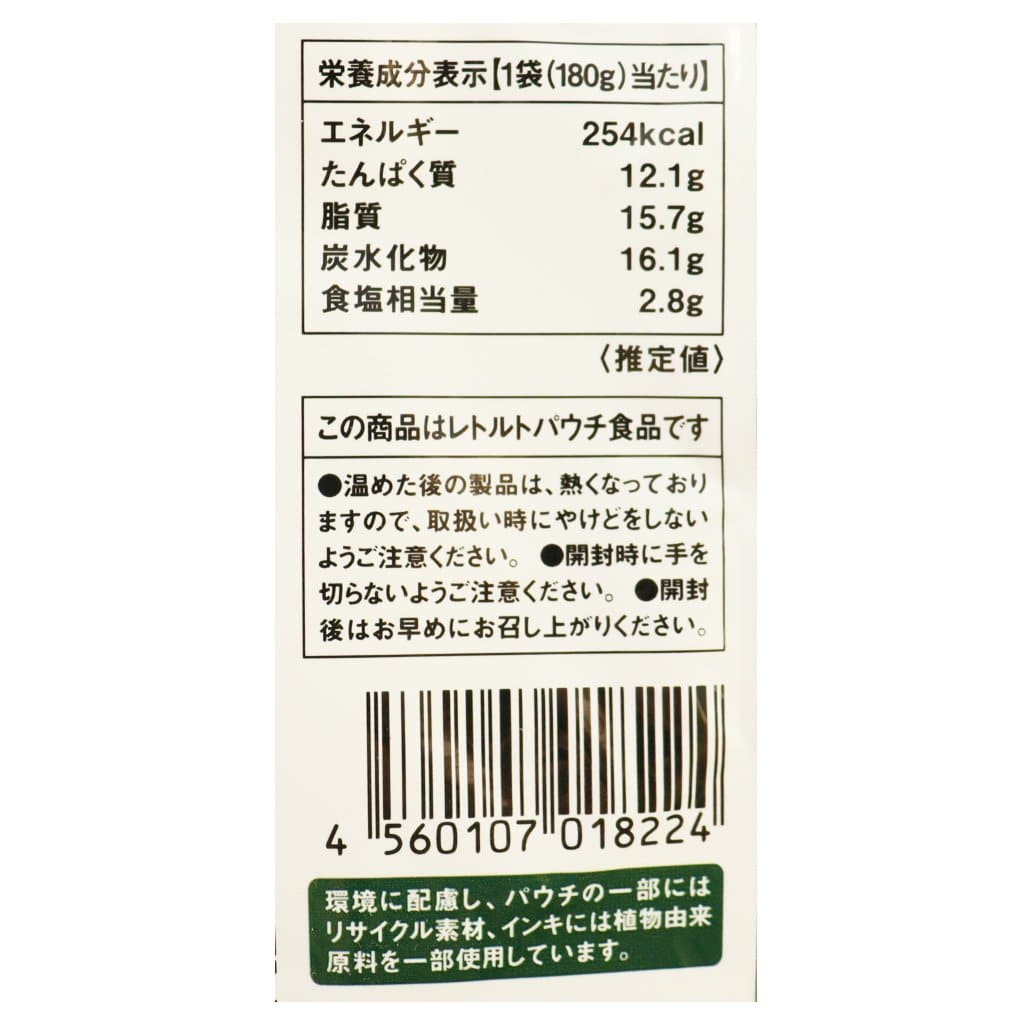 栄養成分表示【1袋(180g)当たり】
エネルギー 254kcal
たんぱく質 12.1g
脂質 15.7g
炭水化物 16.1g
食塩相当量 2.8g
〈推定値〉
この商品はレトルトパウチ食品です
●温めた後の製品は、熱くなっており
ますので、取扱い時にやけどをしない
ようご注意ください。 ●開封時に手を
切らないようご注意ください。 ●開封
後はお早めにお召し上がりください。
4 560107 018224
環境に配慮し、パウチの一部には
リサイクル素材、インキには植物由来
原料を一部使用しています。